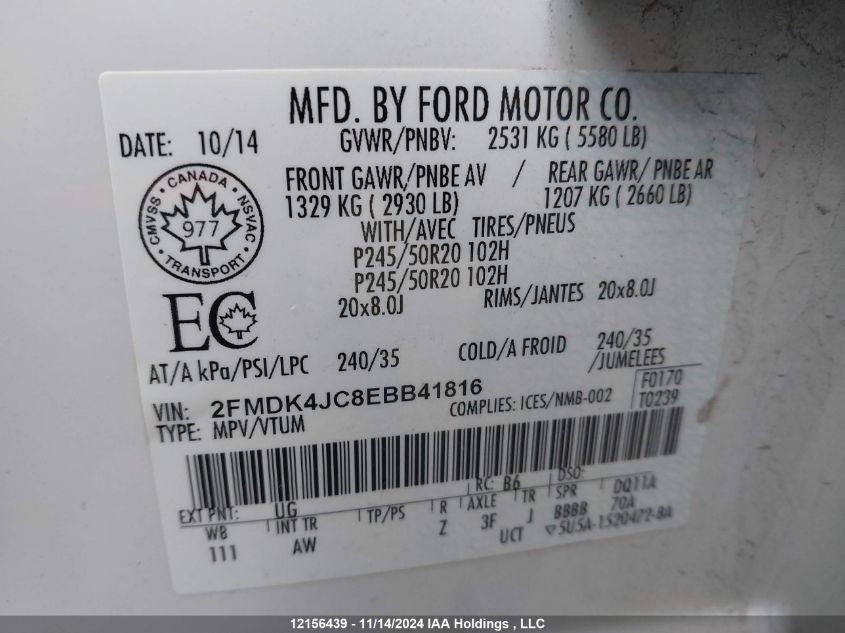 MFD. BY FORD MOTOR CO.
DATE: 10/14
GVWR/PNBV: 2531 KG ( 5580 LB)
FRONT GAWR/PNBE AV / REAR GAWR/ PNBE AR
1329 KG ( 2930 LB) 1207 KG ( 2660 LB)
WITH/AVEC TIRES/PNEUS
P245/50R20 102H
P245/50R20 102H
20x8.0J RIMS/JANTES 20x8.0J
CANADA
CMVSS 977 NSVAC
TRANSPORT
EC
AT/A kPa/PSI/LPC 240/35 COLD/A FROID 240/35
/JUMELEES
VIN: 2FMDK4JC8EBB41816 COMPLIES: ICES/NMB-002 F0170
TYPE: MPV/VTUM T0239
EXT PNT: UG RC: B6 DSO:
WB INT TR TP/PS R AXLE TR SPR DQ11A
111 AW Z 3F J BBBB 70A
UCT 5U5A-1520472-BA
12156439 - 11/14/2024 IAA Holdings , LLC